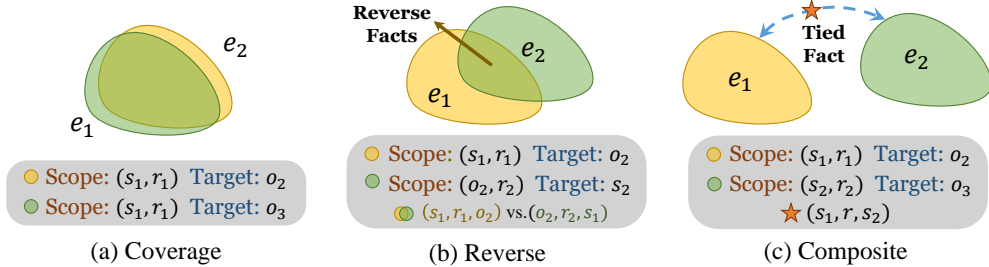 e₂
e₁
Scope: (s₁, r₁) Target: o₂
Scope: (s₁, r₁) Target: o₃
(a) Coverage
Reverse
Facts
e₂
e₁
Scope: (s₁, r₁) Target: o₂
Scope: (o₂, r₂) Target: s₂
(s₁, r₁, o₂) vs.(o₂, r₂, s₁)
(b) Reverse
Tied
Fact
e₁
e₂
Scope: (s₁, r₁) Target: o₂
Scope: (s₂, r₂) Target: o₃
(s₁, r, s₂)
(c) Composite